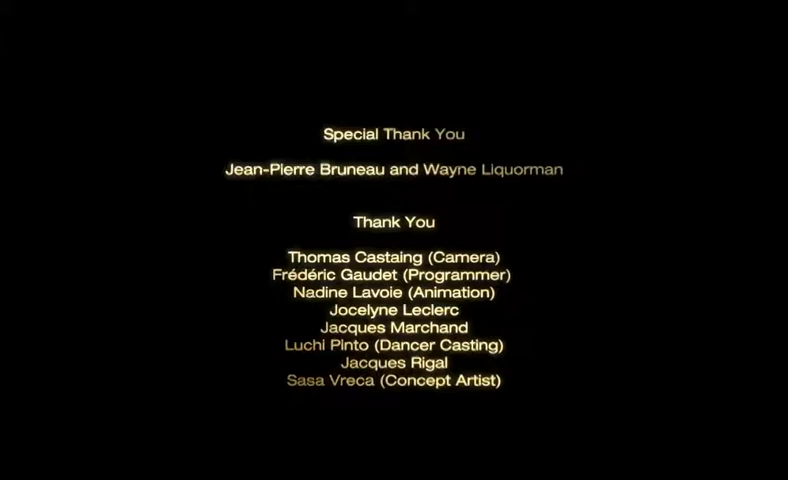 Special Thank You
Jean-Pierre Bruneau and Wayne Liquorman
Thank You
Thomas Castaing (Camera)
Frédéric Gaudet (Programmer)
Nadine Lavoie (Animation)
Jocelyne Leclerc
Jacques Marchand
Luchi Pinto (Dancer Casting)
Jacques Rigal
Sasa Vreca (Concept Artist)